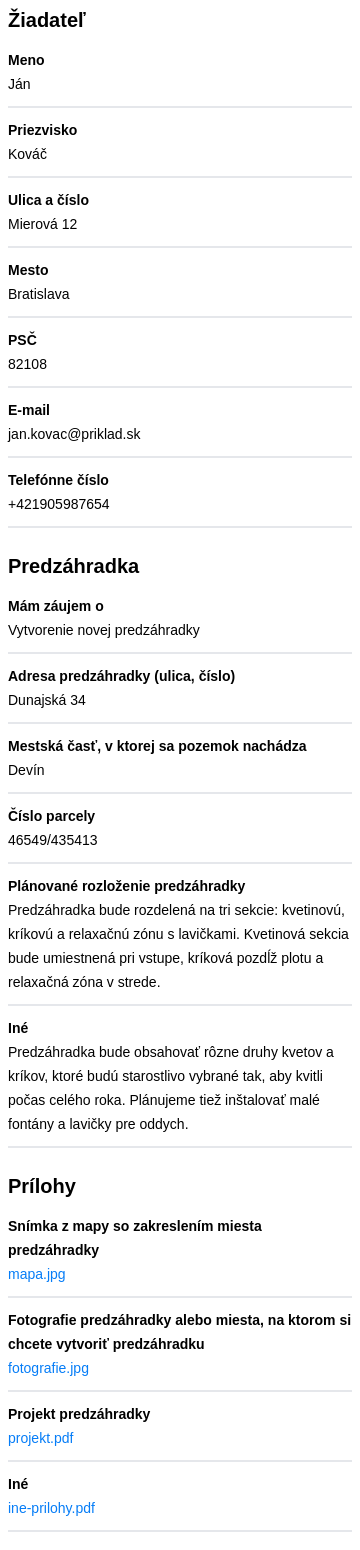 Žiadateľ
Meno
Ján
Priezvisko
Kováč
Ulica a číslo
Mierová 12
Mesto
Bratislava
PSČ
82108
E-mail
jan.kovac@priklad.sk
Telefónne číslo
+421905987654
Predzáhradka
Mám záujem o
Vytvorenie novej predzáhradky
Adresa predzáhradky (ulica, číslo)
Dunajská 34
Mestská časť, v ktorej sa pozemok nachádza
Devín
Číslo parcely
46549/435413
Plánované rozloženie predzáhradky
Predzáhradka bude rozdelená na tri sekcie: kvetinovú,
kríkovú a relaxačnú zónu s lavičkami. Kvetinová sekcia
bude umiestnená pri vstupe, kríková pozdĺž plotu a
relaxačná zóna v strede.
Iné
Predzáhradka bude obsahovať rôzne druhy kvetov a
kríkov, ktoré budú starostlivo vybrané tak, aby kvitli
počas celého roka. Plánujeme tiež inštalovať malé
fontány a lavičky pre oddych.
Prílohy
Snímka z mapy so zakreslením miesta
predzáhradky
mapa.jpg
Fotografie predzáhradky alebo miesta, na ktorom si
chcete vytvoriť predzáhradku
fotografie.jpg
Projekt predzáhradky
projekt.pdf
Iné
ine-prilohy.pdf